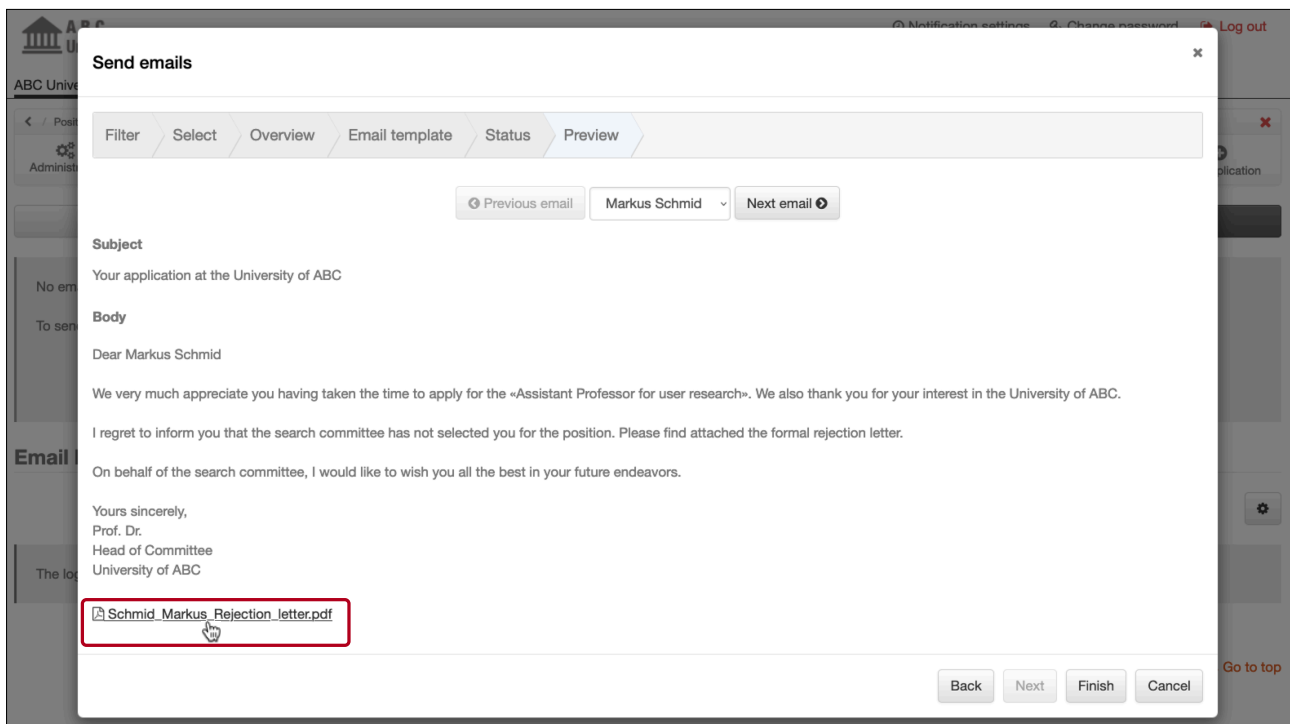 A B C
Notification settings Change password Log out
Send emails
ABC Unive
Filter Select Overview Email template Status Preview
/ Posit
Administ
plication
Previous email Markus Schmid Next email
Subject
Your application at the University of ABC
No em
Body
To sen
Dear Markus Schmid
We very much appreciate you having taken the time to apply for the «Assistant Professor for user research». We also thank you for your interest in the University of ABC.
I regret to inform you that the search committee has not selected you for the position. Please find attached the formal rejection letter.
Email
On behalf of the search committee, I would like to wish you all the best in your future endeavors.
Yours sincerely,
Prof. Dr.
Head of Committee
University of ABC
The log
Schmid_Markus_Rejection_letter.pdf
Go to top
Back Next Finish Cancel